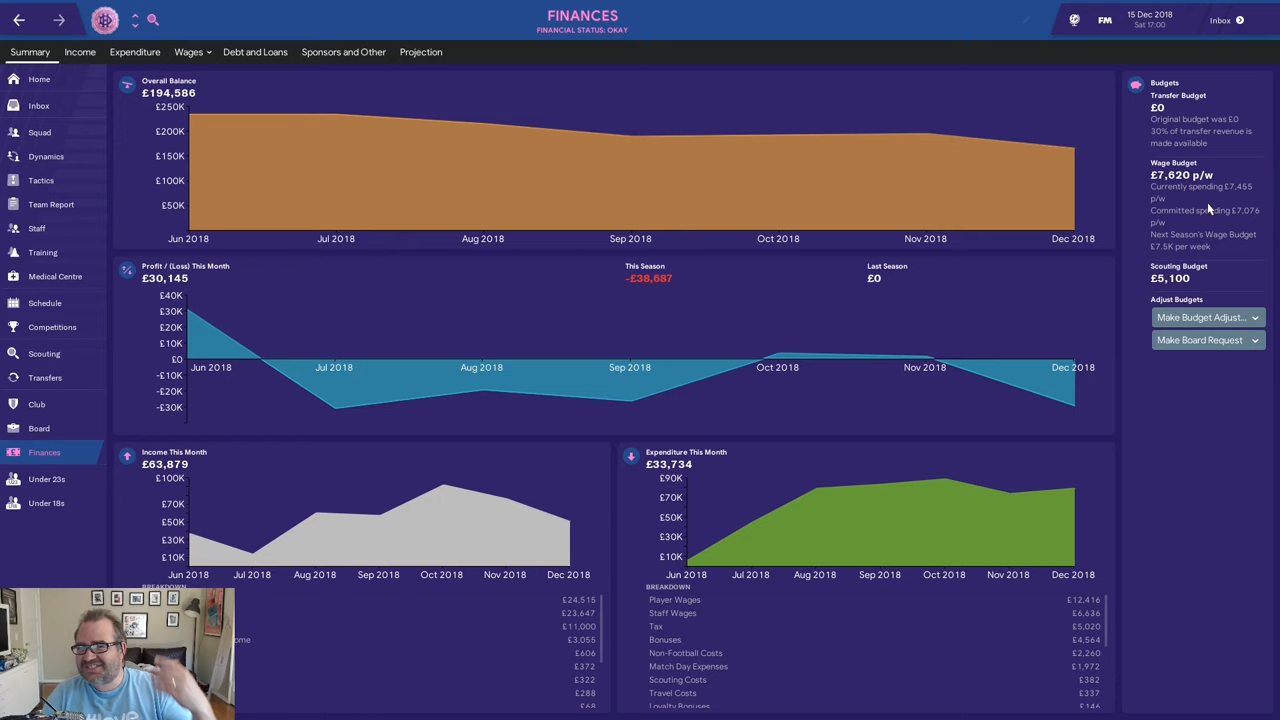 FINANCES
FINANCIAL STATUS: OKAY
FM
15 Dec 2018
Sat 17:00
Inbox
Summary
Income
Expenditure
Wages
Debt and Loans
Sponsors and Other
Projection
Home
Inbox
Squad
Dynamics
Tactics
Team Report
Staff
Training
Medical Centre
Schedule
Competitions
Scouting
Transfers
Club
Board
Finances
Under 23s
Under 18s
Overall Balance
£194,586
£250K
£200K
£150K
£100K
£50K
Jun 2018
Jul 2018
Aug 2018
Sep 2018
Oct 2018
Nov 2018
Dec 2018
Profit / (Loss) This Month
£30,145
This Season
-£38,687
Last Season
£0
£40K
£30K
£20K
£10K
£0
-£10K
-£20K
-£30K
Jun 2018
Jul 2018
Aug 2018
Sep 2018
Oct 2018
Nov 2018
Dec 2018
Income This Month
£63,879
£100K
£70K
£50K
£30K
£10K
Jun 2018
Jul 2018
Aug 2018
Sep 2018
Oct 2018
Nov 2018
Dec 2018
BREAKDOWN
£24,515
£23,647
£11,000
ome
£3,055
£606
£372
£322
£288
£68
Expenditure This Month
£33,734
£90K
£70K
£50K
£30K
£10K
Jun 2018
Jul 2018
Aug 2018
Sep 2018
Oct 2018
Nov 2018
Dec 2018
BREAKDOWN
Player Wages £12,416
Staff Wages £6,636
Tax £5,020
Bonuses £4,564
Non-Football Costs £2,260
Match Day Expenses £1,972
Scouting Costs £382
Travel Costs £337
Loyalty Bonuses £146
Budgets
Transfer Budget
£0
Original budget was £0
30% of transfer revenue is
made available
Wage Budget
£7,620 p/w
Currently spending £7,455
p/w
Committed spending £7,076
p/w
Next Season's Wage Budget
£7.5K per week
Scouting Budget
£5,100
Adjust Budgets
Make Budget Adjust...
Make Board Request